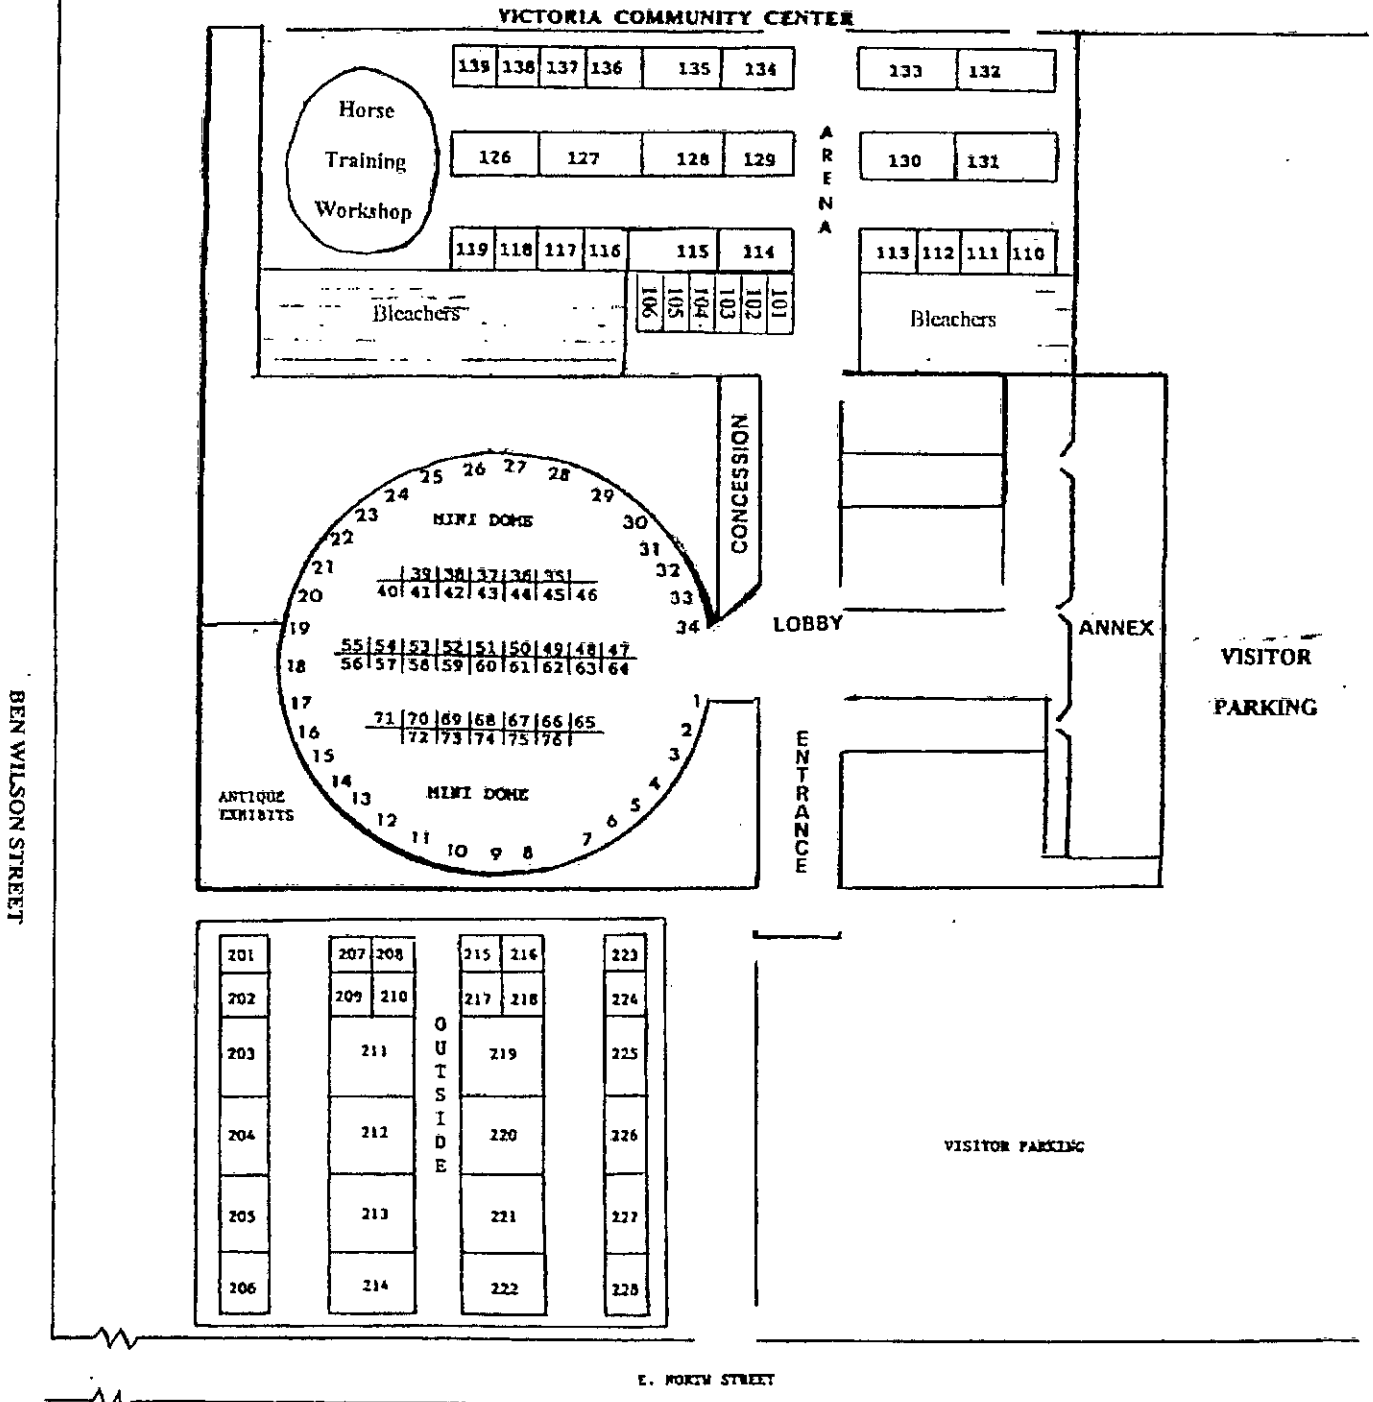 VICTORIA COMMUNITY CENTER
139 138 137 136 135 134 133 132
Horse
Training
Workshop
126 127 128 129 130 131
ARENA
119 118 117 116 115 114 113 112 111 110
106 105 104 103 102 101
Bleachers
Bleachers
CONCESSION
25 26 27 28
24 29
23 30
22 31
21 32
20 33
19 34
18
17 1
16 2
15 3
14 4
13 5
12 6
11 7
10 9 8
MINI DOME
39 38 37 36 35
40 41 42 43 44 45 46
55 54 53 52 51 50 49 48 47
56 57 58 59 60 61 62 63 64
71 70 69 68 67 66 65
72 73 74 75 76
MINI DOME
LOBBY
ANNEX
VISITOR
PARKING
ENTRANCE
ANTIQUE
EXHIBITS
BEN WILSON STREET
201 207 208 215 216 223
202 209 210 217 218 224
203 211 219 225
204 212 220 226
205 213 221 227
206 214 222 228
OUTSIDE
VISITOR PARKING
E. NORTH STREET